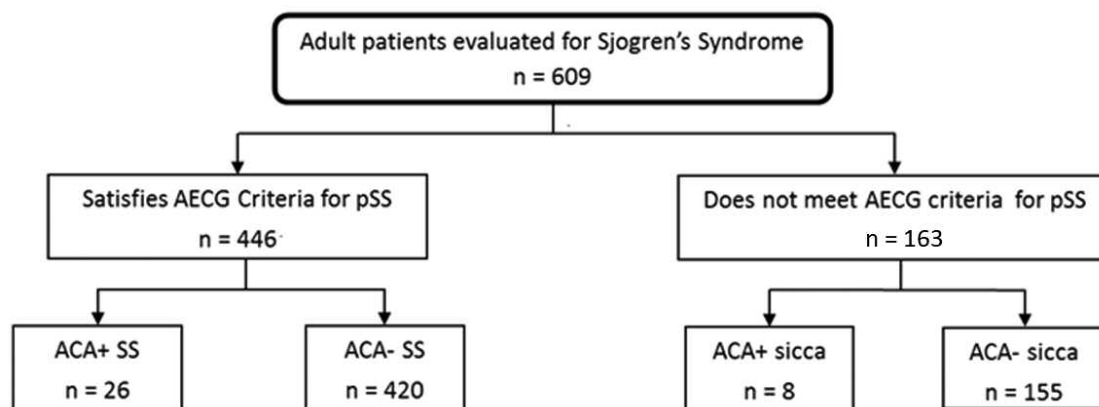 Adult patients evaluated for Sjogren's Syndrome
n = 609
Satisfies AECG Criteria for pSS
n = 446
Does not meet AECG criteria for pSS
n = 163
ACA+ SS
n = 26
ACA- SS
n = 420
ACA+ sicca
n = 8
ACA- sicca
n = 155